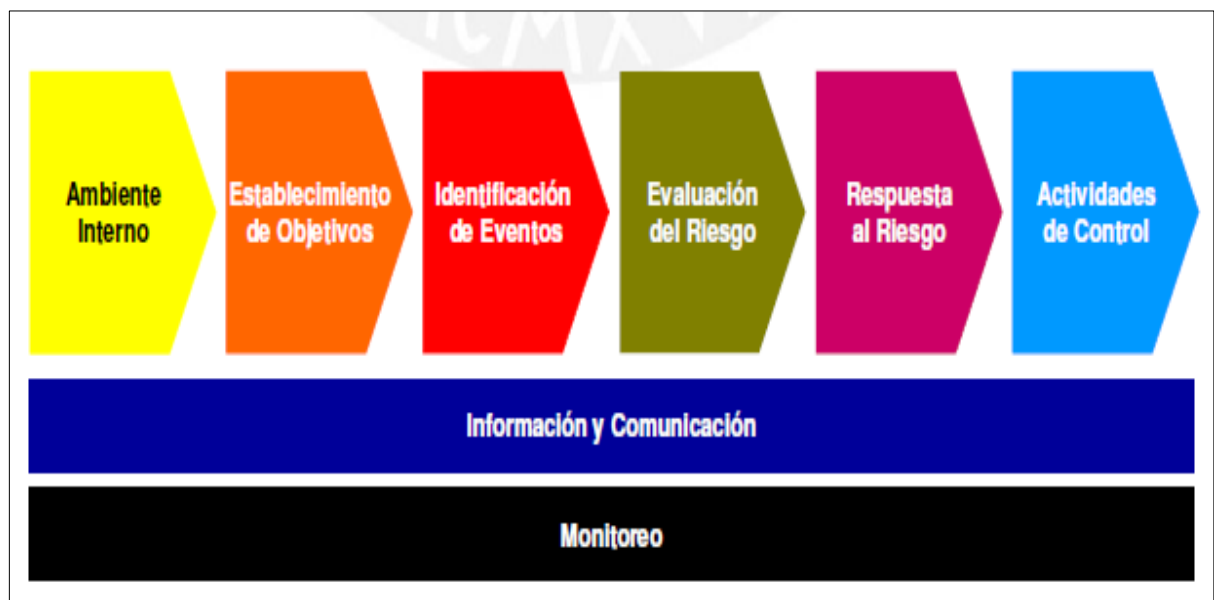 Ambiente
Interno
Establecimiento
de Objetivos
Identificación
de Eventos
Evaluación
del Riesgo
Respuesta
al Riesgo
Actividades
de Control
Información y Comunicación
Monitoreo